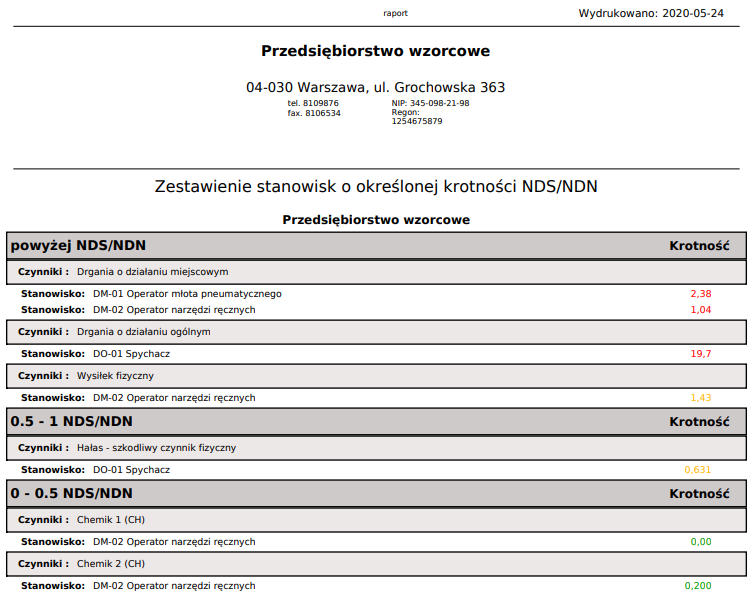 raport
Wydrukowano: 2020-05-24
Przedsiębiorstwo wzorcowe
04-030 Warszawa, ul. Grochowska 363
tel. 8109876 NIP: 345-098-21-98
fax. 8106534 Regon:
1254675879
Zestawienie stanowisk o określonej krotności NDS/NDN
Przedsiębiorstwo wzorcowe
powyżej NDS/NDN Krotność
Czynniki : Drgania o działaniu miejscowym
Stanowisko: DM-01 Operator młota pneumatycznego 2,38
Stanowisko: DM-02 Operator narzędzi ręcznych 1,04
Czynniki : Drgania o działaniu ogólnym
Stanowisko: DO-01 Spychacz 19,7
Czynniki : Wysiłek fizyczny
Stanowisko: DM-02 Operator narzędzi ręcznych 1,43
0.5 - 1 NDS/NDN Krotność
Czynniki : Hałas - szkodliwy czynnik fizyczny
Stanowisko: DO-01 Spychacz 0,631
0 - 0.5 NDS/NDN Krotność
Czynniki : Chemik 1 (CH)
Stanowisko: DM-02 Operator narzędzi ręcznych 0,00
Czynniki : Chemik 2 (CH)
Stanowisko: DM-02 Operator narzędzi ręcznych 0,200